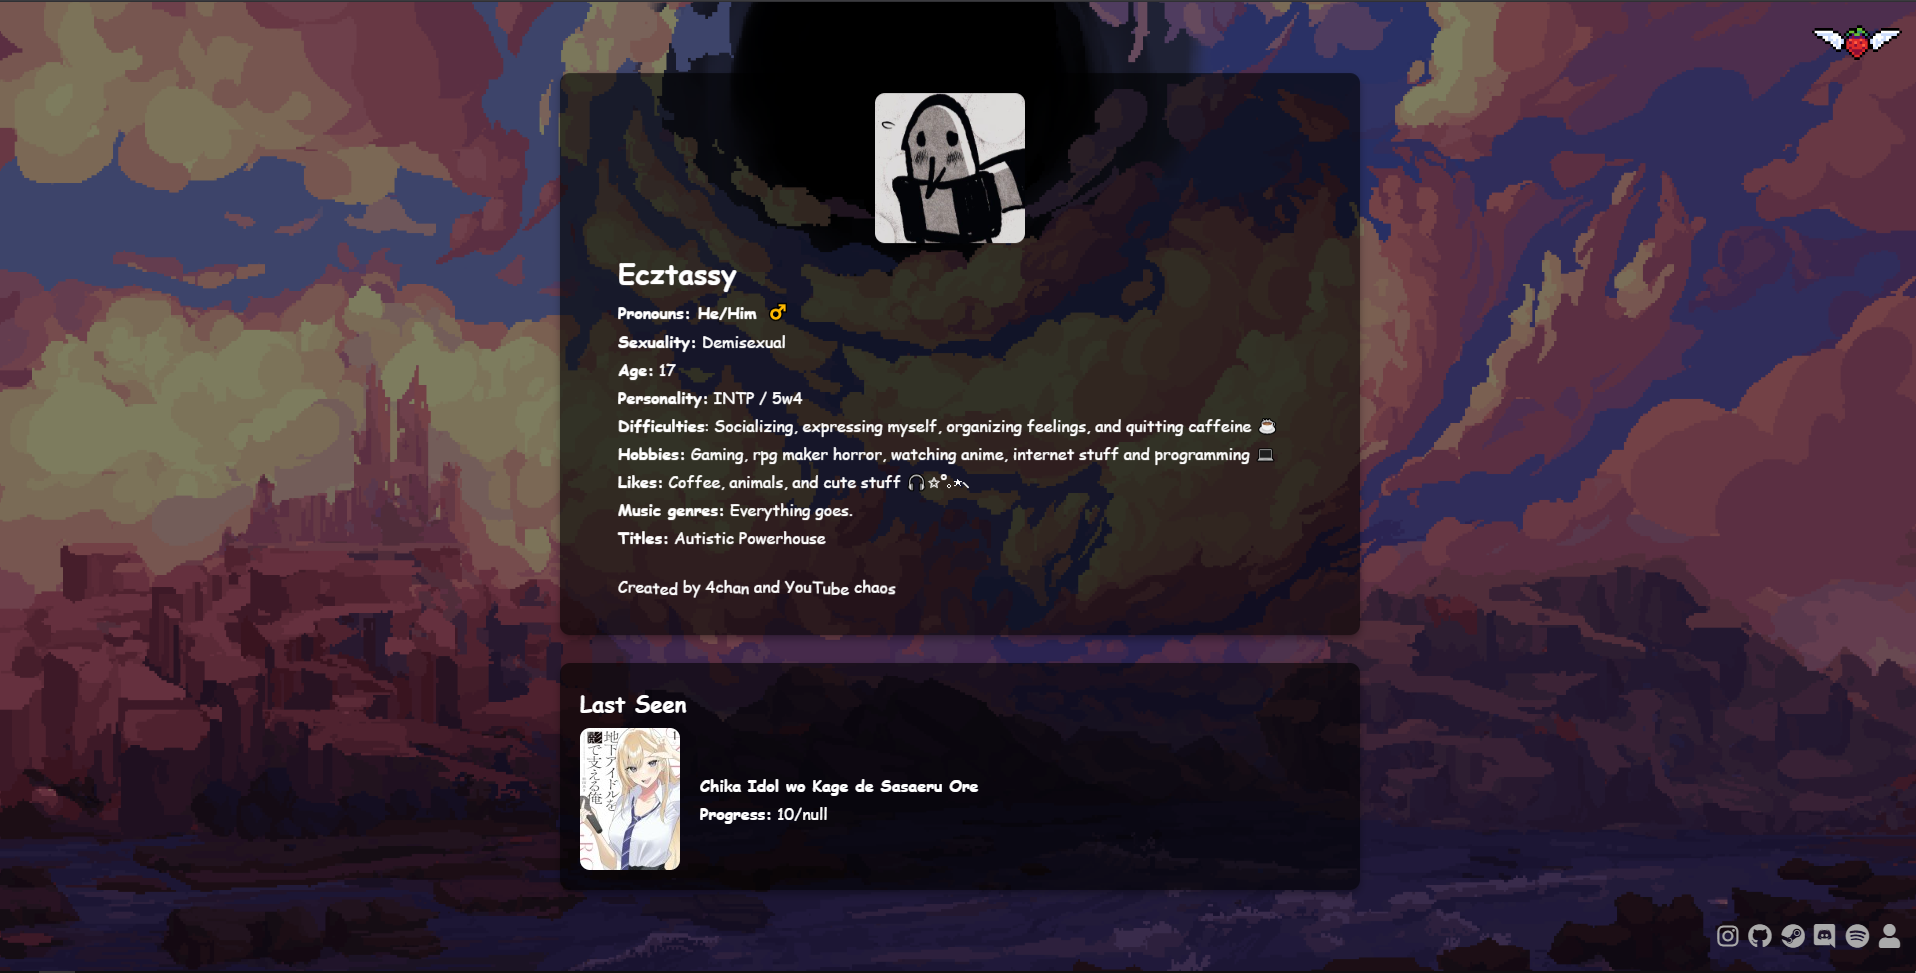 Ecztassy
Pronouns: He/Him ♂
Sexuality: Demisexual
Age: 17
Personality: INTP / 5w4
Difficulties: Socializing, expressing myself, organizing feelings, and quitting caffeine ☕
Hobbies: Gaming, rpg maker horror, watching anime, internet stuff and programming 💻
Likes: Coffee, animals, and cute stuff 🎧☆°｡⋆⸜
Music genres: Everything goes.
Titles: Autistic Powerhouse
Created by 4chan and YouTube chaos
Last Seen
地下アイドルを
影で支える俺
1
Chika Idol wo Kage de Sasaeru Ore
Progress: 10/null